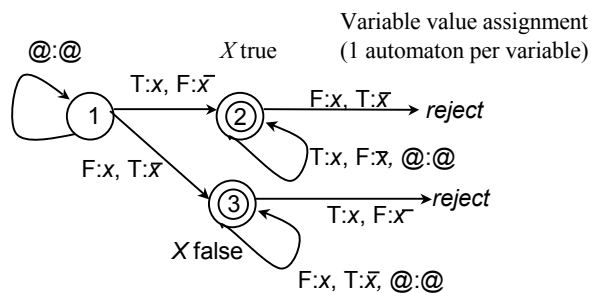 Variable value assignment
@:@ X true (1 automaton per variable)
T:x, F:x̄ F:x, T:x̄
1 2 reject
T:x, F:x̄, @:@
F:x, T:x̄
3 reject
T:x, F:x̄
X false
F:x, T:x̄, @:@